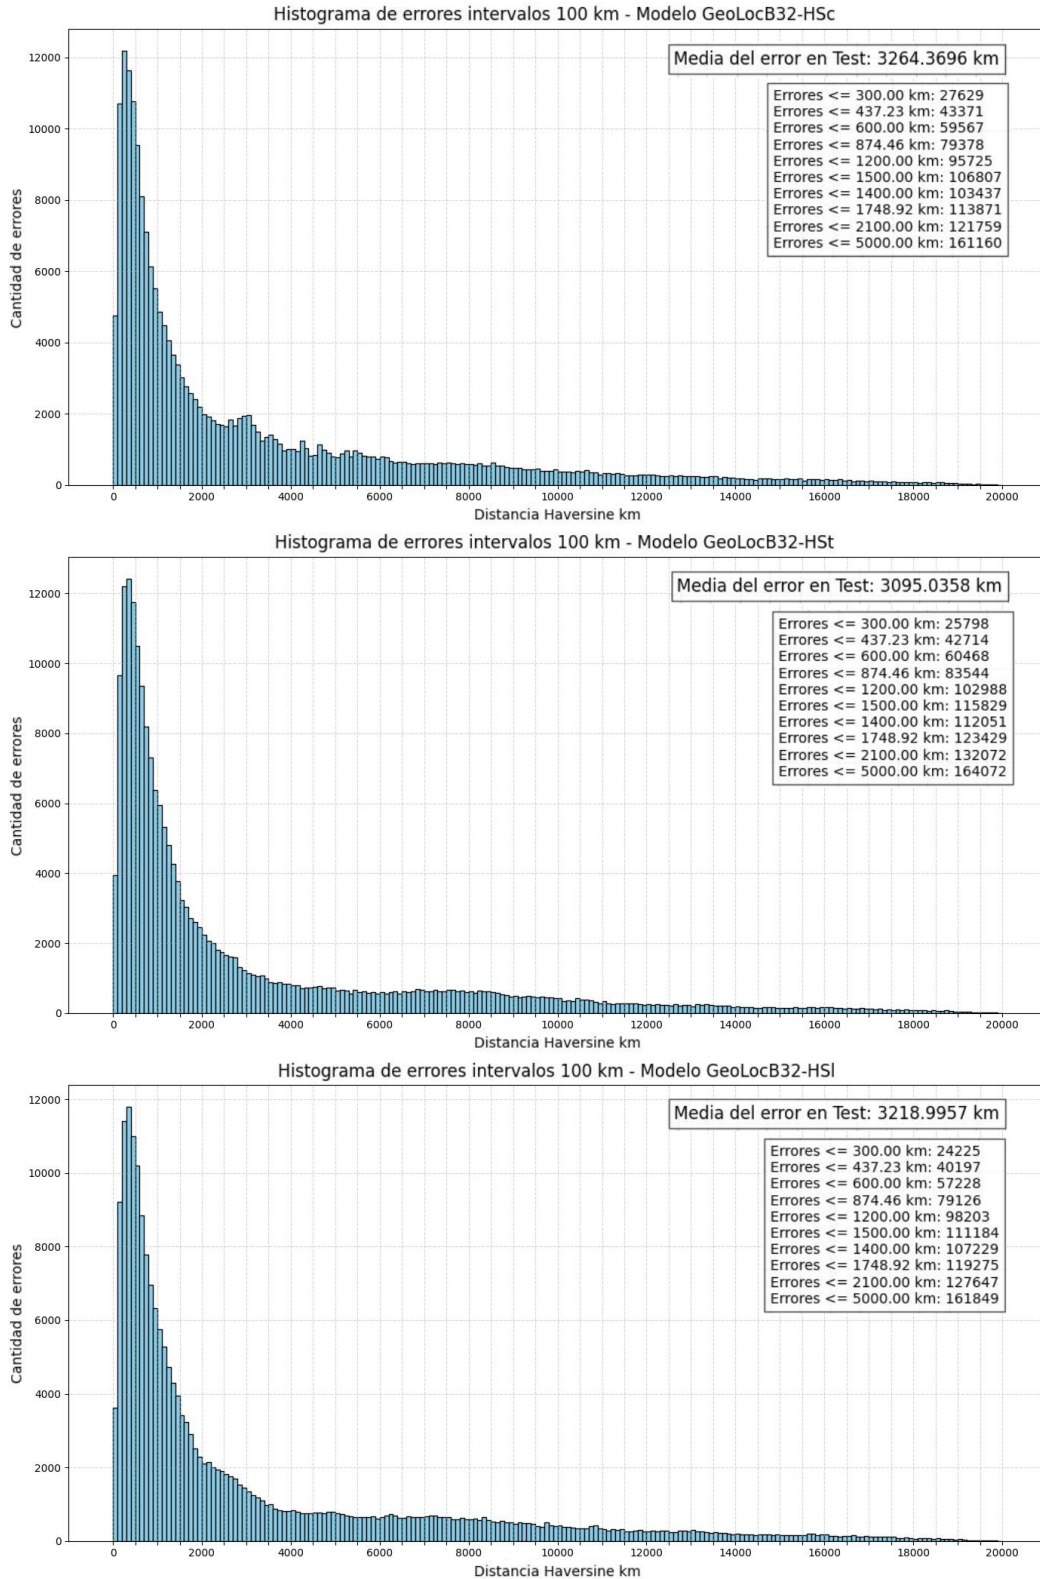 Histograma de errores intervalos 100 km - Modelo GeoLocB32-HSc
12000
10000
8000
6000
4000
2000
0
Cantidad de errores
Media del error en Test: 3264.3696 km
Errores <= 300.00 km: 27629
Errores <= 437.23 km: 43371
Errores <= 600.00 km: 59567
Errores <= 874.46 km: 79378
Errores <= 1200.00 km: 95725
Errores <= 1500.00 km: 106807
Errores <= 1400.00 km: 103437
Errores <= 1748.92 km: 113871
Errores <= 2100.00 km: 121759
Errores <= 5000.00 km: 161160
0 2000 4000 6000 8000 10000 12000 14000 16000 18000 20000
Distancia Haversine km
Histograma de errores intervalos 100 km - Modelo GeoLocB32-HSt
12000
10000
8000
6000
4000
2000
0
Cantidad de errores
Media del error en Test: 3095.0358 km
Errores <= 300.00 km: 25798
Errores <= 437.23 km: 42714
Errores <= 600.00 km: 60468
Errores <= 874.46 km: 83544
Errores <= 1200.00 km: 102988
Errores <= 1500.00 km: 115829
Errores <= 1400.00 km: 112051
Errores <= 1748.92 km: 123429
Errores <= 2100.00 km: 132072
Errores <= 5000.00 km: 164072
0 2000 4000 6000 8000 10000 12000 14000 16000 18000 20000
Distancia Haversine km
Histograma de errores intervalos 100 km - Modelo GeoLocB32-HSl
12000
10000
8000
6000
4000
2000
0
Cantidad de errores
Media del error en Test: 3218.9957 km
Errores <= 300.00 km: 24225
Errores <= 437.23 km: 40197
Errores <= 600.00 km: 57228
Errores <= 874.46 km: 79126
Errores <= 1200.00 km: 98203
Errores <= 1500.00 km: 111184
Errores <= 1400.00 km: 107229
Errores <= 1748.92 km: 119275
Errores <= 2100.00 km: 127647
Errores <= 5000.00 km: 161849
0 2000 4000 6000 8000 10000 12000 14000 16000 18000 20000
Distancia Haversine km